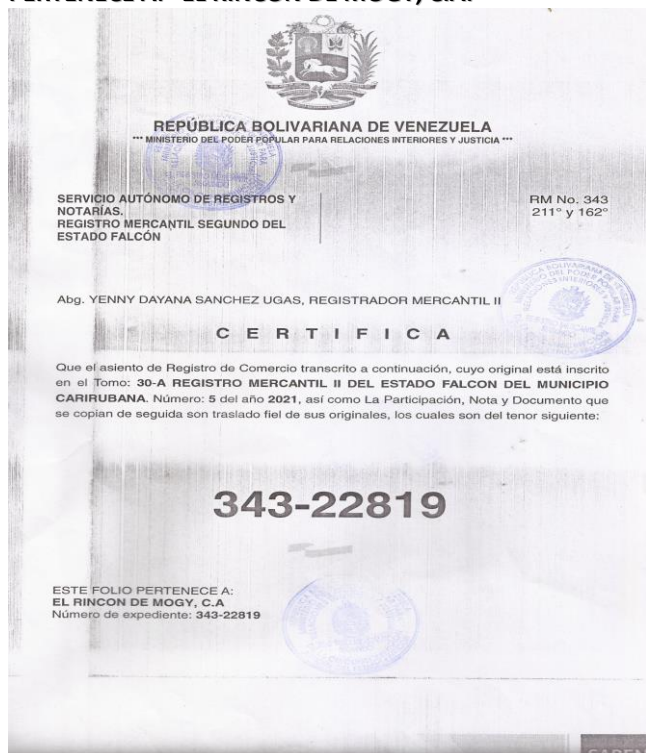 PERTENECE A: EL RINCON DE MOGY, C.A.
REPÚBLICA BOLIVARIANA DE VENEZUELA
*** MINISTERIO DEL PODER POPULAR PARA RELACIONES INTERIORES Y JUSTICIA ***
SERVICIO AUTÓNOMO DE REGISTROS Y
NOTARÍAS.
REGISTRO MERCANTIL SEGUNDO DEL
ESTADO FALCÓN
RM No. 343
211° y 162°
Abg. YENNY DAYANA SANCHEZ UGAS, REGISTRADOR MERCANTIL II
C E R T I F I C A
Que el asiento de Registro de Comercio transcrito a continuación, cuyo original está inscrito
en el Tomo: 30-A REGISTRO MERCANTIL II DEL ESTADO FALCON DEL MUNICIPIO
CARIRUBANA. Número: 5 del año 2021, así como La Participación, Nota y Documento que
se copian de seguida son traslado fiel de sus originales, los cuales son del tenor siguiente:
343-22819
ESTE FOLIO PERTENECE A:
EL RINCON DE MOGY, C.A
Número de expediente: 343-22819